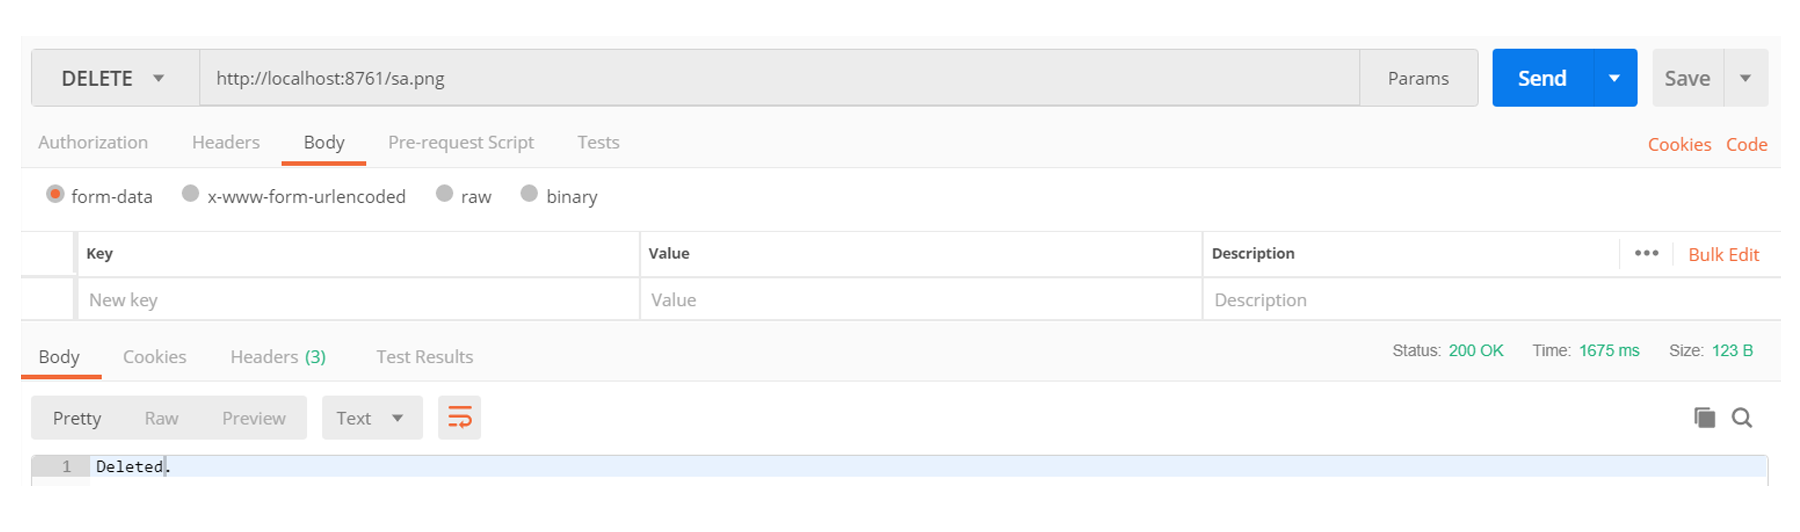 DELETE http://localhost:8761/sa.png Params Send Save
Authorization Headers Body Pre-request Script Tests Cookies Code
form-data x-www-form-urlencoded raw binary
Key Value Description ••• Bulk Edit
New key Value Description
Body Cookies Headers (3) Test Results Status: 200 OK Time: 1675 ms Size: 123 B
Pretty Raw Preview Text
1 Deleted.